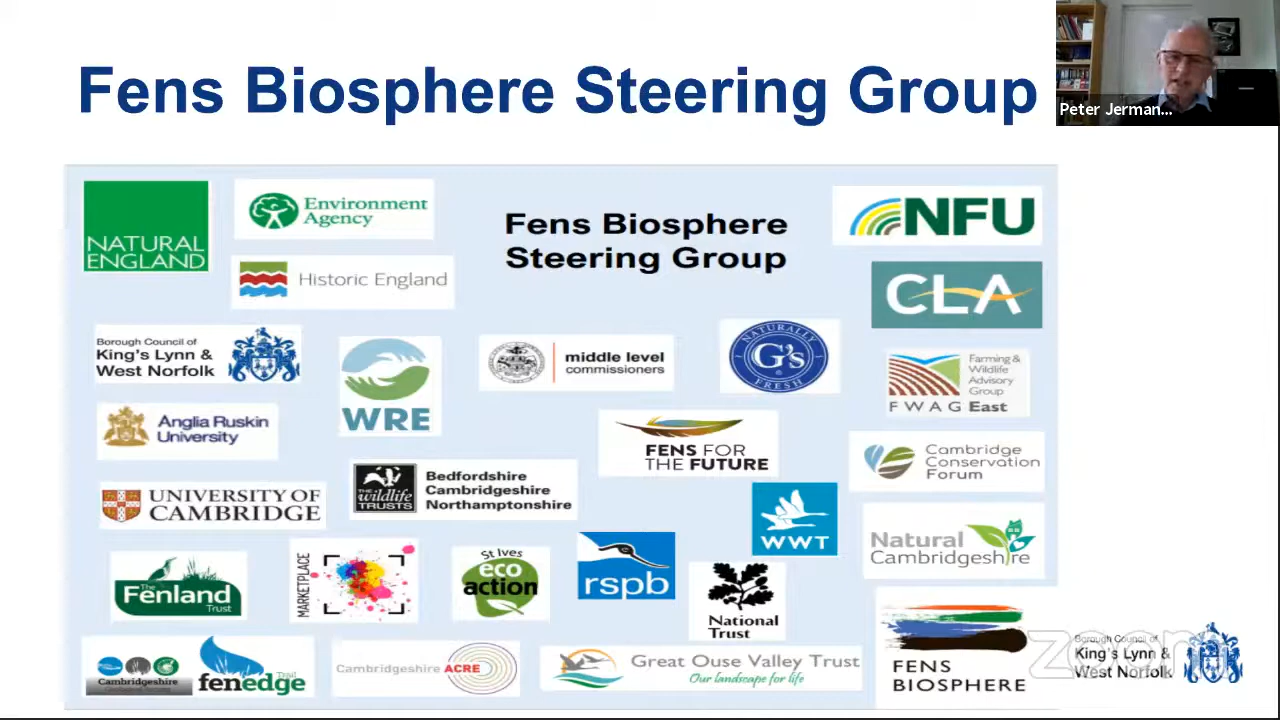 Fens Biosphere Steering Group
Peter Jerman...
Fens Biosphere
Steering Group
NATURAL
ENGLAND
Environment
Agency
Historic England
NFU
CLA
Borough Council of
King's Lynn &
West Norfolk
WRE
middle level
commissioners
NATURALLY
G's
FRESH
Farming &
Wildlife
Advisory
Group
FWAG East
Anglia Ruskin
University
FENS FOR
THE FUTURE
Cambridge
Conservation
Forum
UNIVERSITY OF
CAMBRIDGE
THE
wildlife
TRUSTS
Bedfordshire
Cambridgeshire
Northamptonshire
WWT
Natural
Cambridgeshire
The
Fenland
Trust
MARKETPLACE
St Ives
eco
action
rspb
National
Trust
Cambridgeshire
Trail
fenedge
Cambridgeshire ACRE
Great Ouse Valley Trust
Our landscape for life
FENS
BIOSPHERE
zoom
Borough Council of
King's Lynn &
West Norfolk